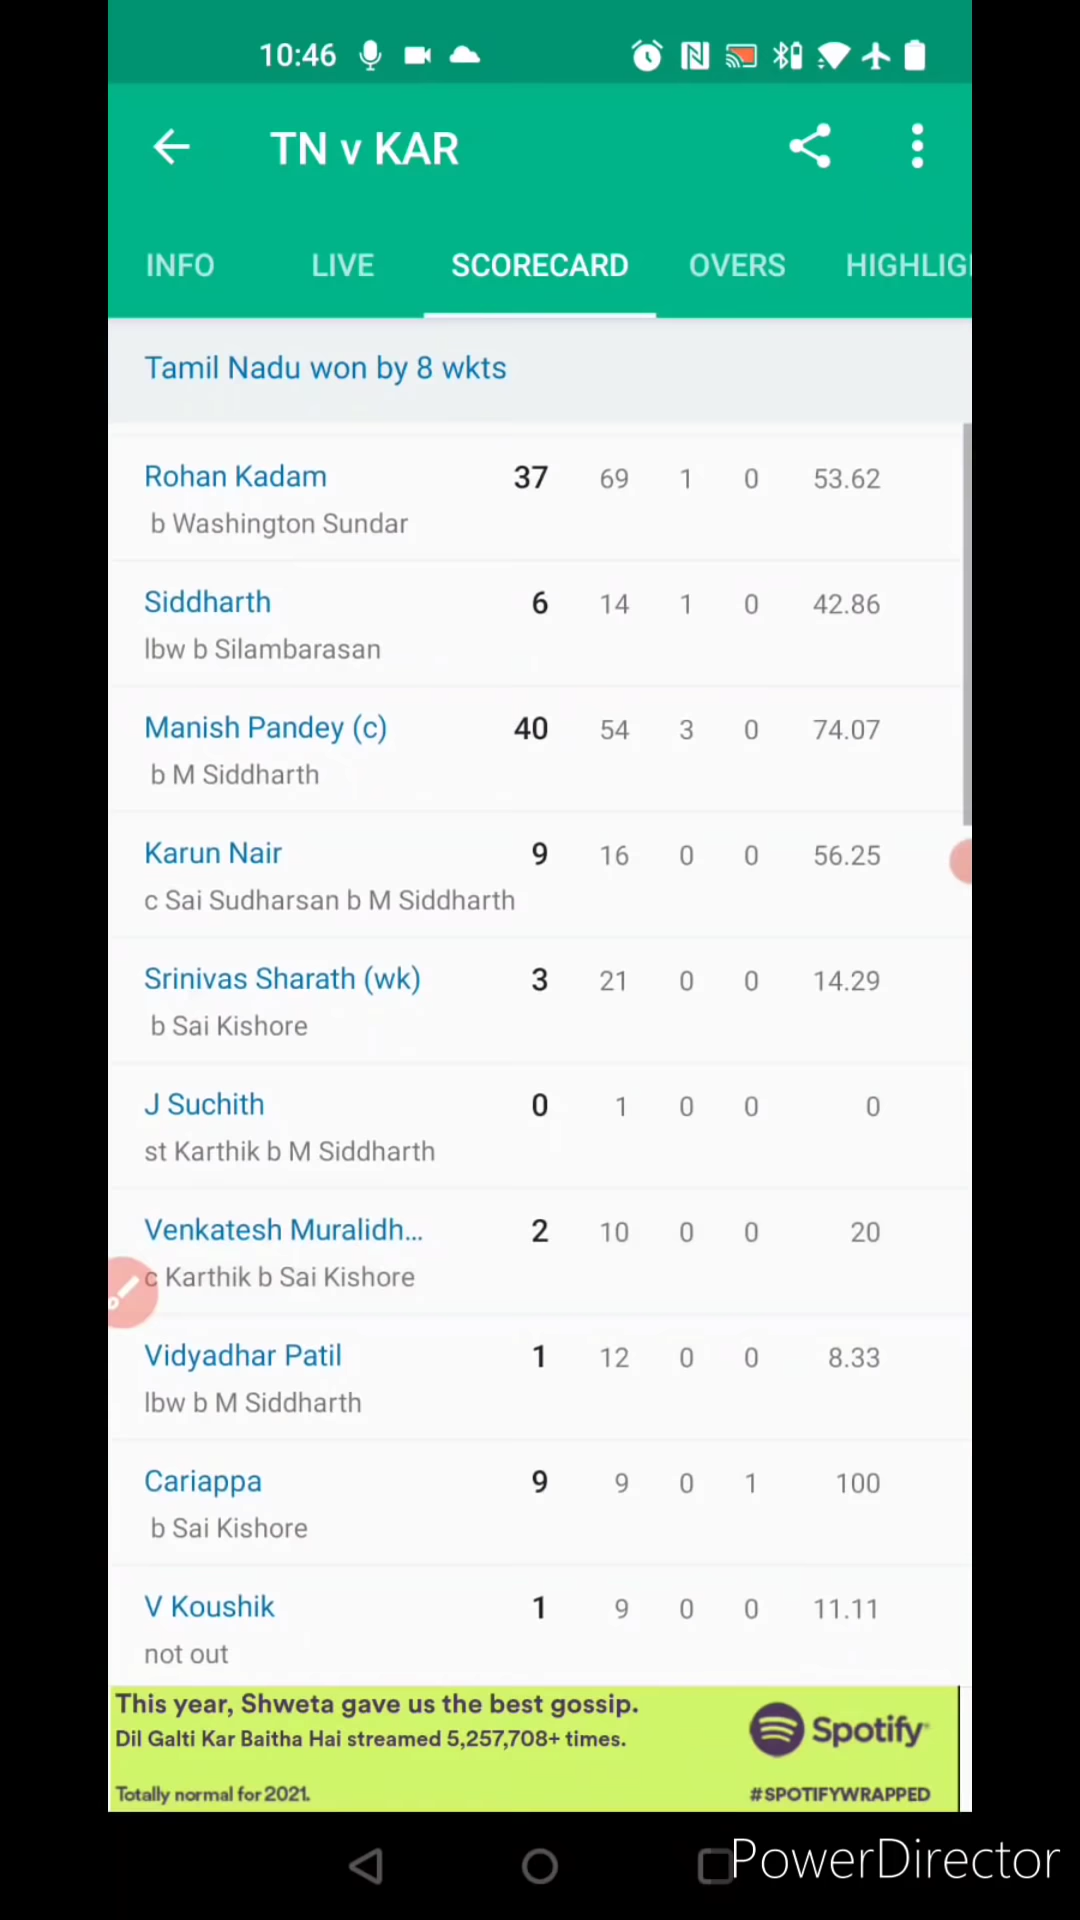 10:46
TN v KAR
INFO LIVE SCORECARD OVERS HIGHLIG
Tamil Nadu won by 8 wkts
Rohan Kadam 37 69 1 0 53.62
b Washington Sundar
Siddharth 6 14 1 0 42.86
lbw b Silambarasan
Manish Pandey (c) 40 54 3 0 74.07
b M Siddharth
Karun Nair 9 16 0 0 56.25
c Sai Sudharsan b M Siddharth
Srinivas Sharath (wk) 3 21 0 0 14.29
b Sai Kishore
J Suchith 0 1 0 0 0
st Karthik b M Siddharth
Venkatesh Muralidh... 2 10 0 0 20
c Karthik b Sai Kishore
Vidyadhar Patil 1 12 0 0 8.33
lbw b M Siddharth
Cariappa 9 9 0 1 100
b Sai Kishore
V Koushik 1 9 0 0 11.11
not out
This year, Shweta gave us the best gossip.
Dil Galti Kar Baitha Hai streamed 5,257,708+ times.
Spotify
Totally normal for 2021.
#SPOTIFYWRAPPED
PowerDirector